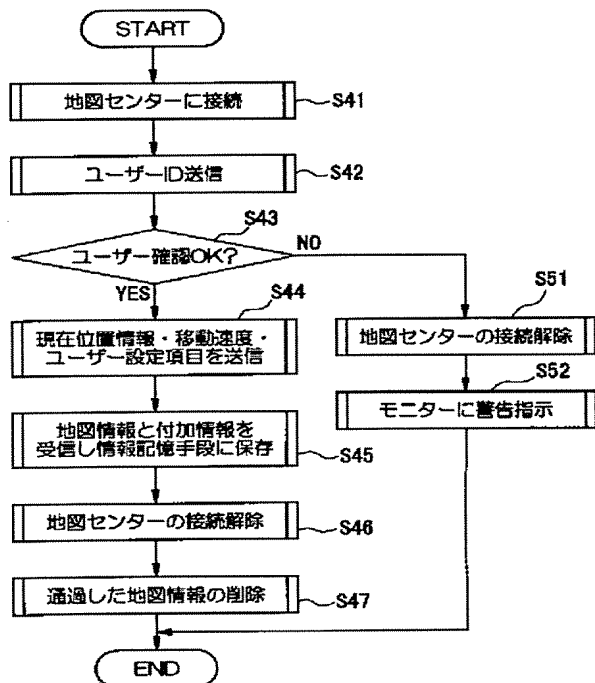 START
地図センターに接続
S41
ユーザーID送信
S42
S43
ユーザー確認OK?
NO
YES
S44
現在位置情報・移動速度・
ユーザー設定項目を送信
S51
地図センターの接続解除
S52
モニターに警告指示
地図情報と付加情報を
受信し情報記憶手段に保存
S45
地図センターの接続解除
S46
通過した地図情報の削除
S47
END